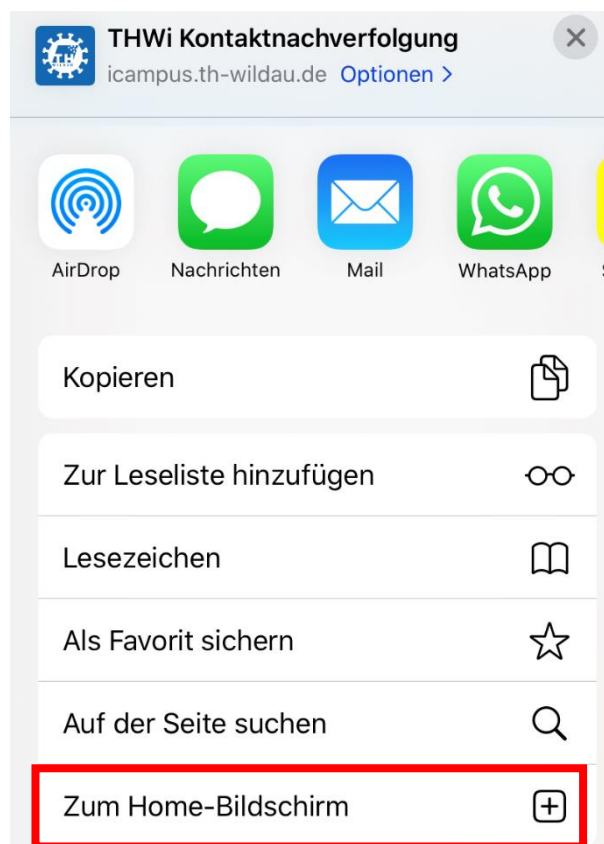 THWi Kontaktnachverfolgung
icampus.th-wildau.de Optionen >
AirDrop Nachrichten Mail WhatsApp
Kopieren
Zur Leseliste hinzufügen
Lesezeichen
Als Favorit sichern
Auf der Seite suchen
Zum Home-Bildschirm